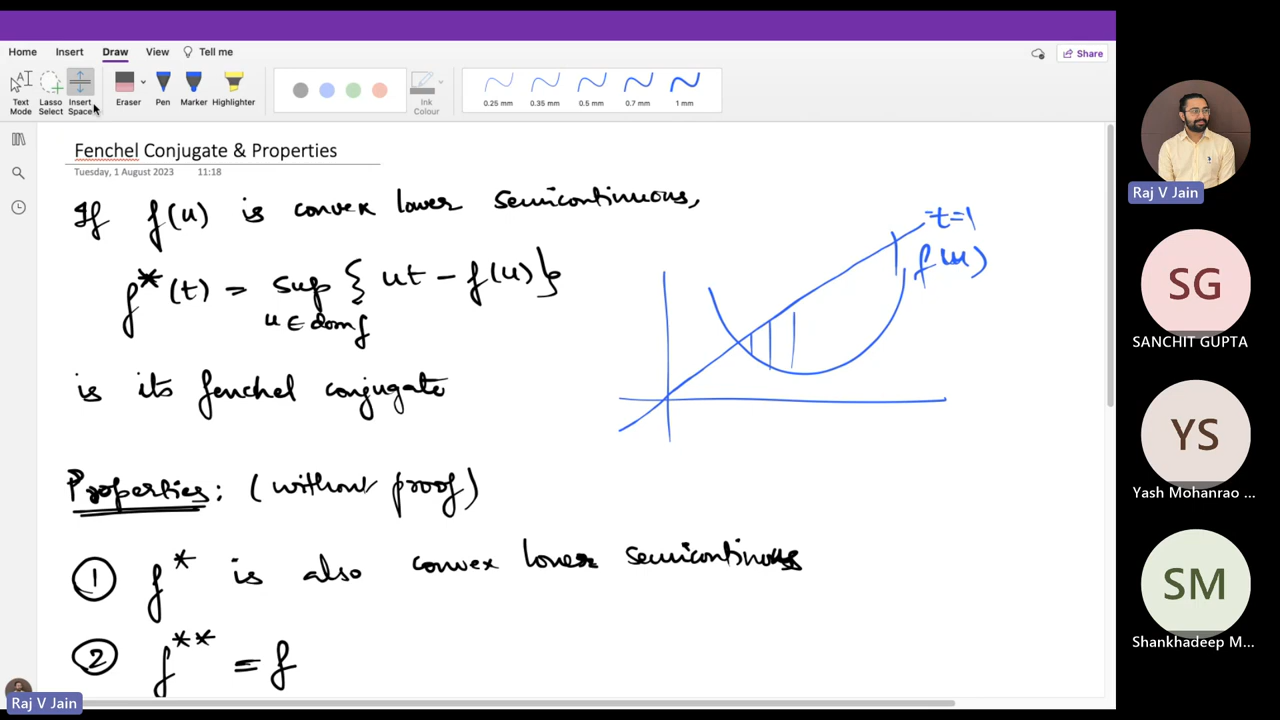 Home Insert Draw View Tell me
Share
Text Mode
Lasso Select
Insert Space
Eraser
Pen
Marker
Highlighter
Ink Colour
0.25 mm 0.35 mm 0.5 mm 0.7 mm 1 mm
Fenchel Conjugate & Properties
Tuesday, 1 August 2023 11:18
If f(u) is convex lower semicontinuous,
t=1
f(u)
f*(t) = sup { ut - f(u) }
u ∈ dom f
is its fenchel conjugate
Properties: (without proof)
① f* is also convex lower semicontinuous
② f** = f
Raj V Jain
Raj V Jain
SG
SANCHIT GUPTA
YS
Yash Mohanrao ...
SM
Shankhadeep M...